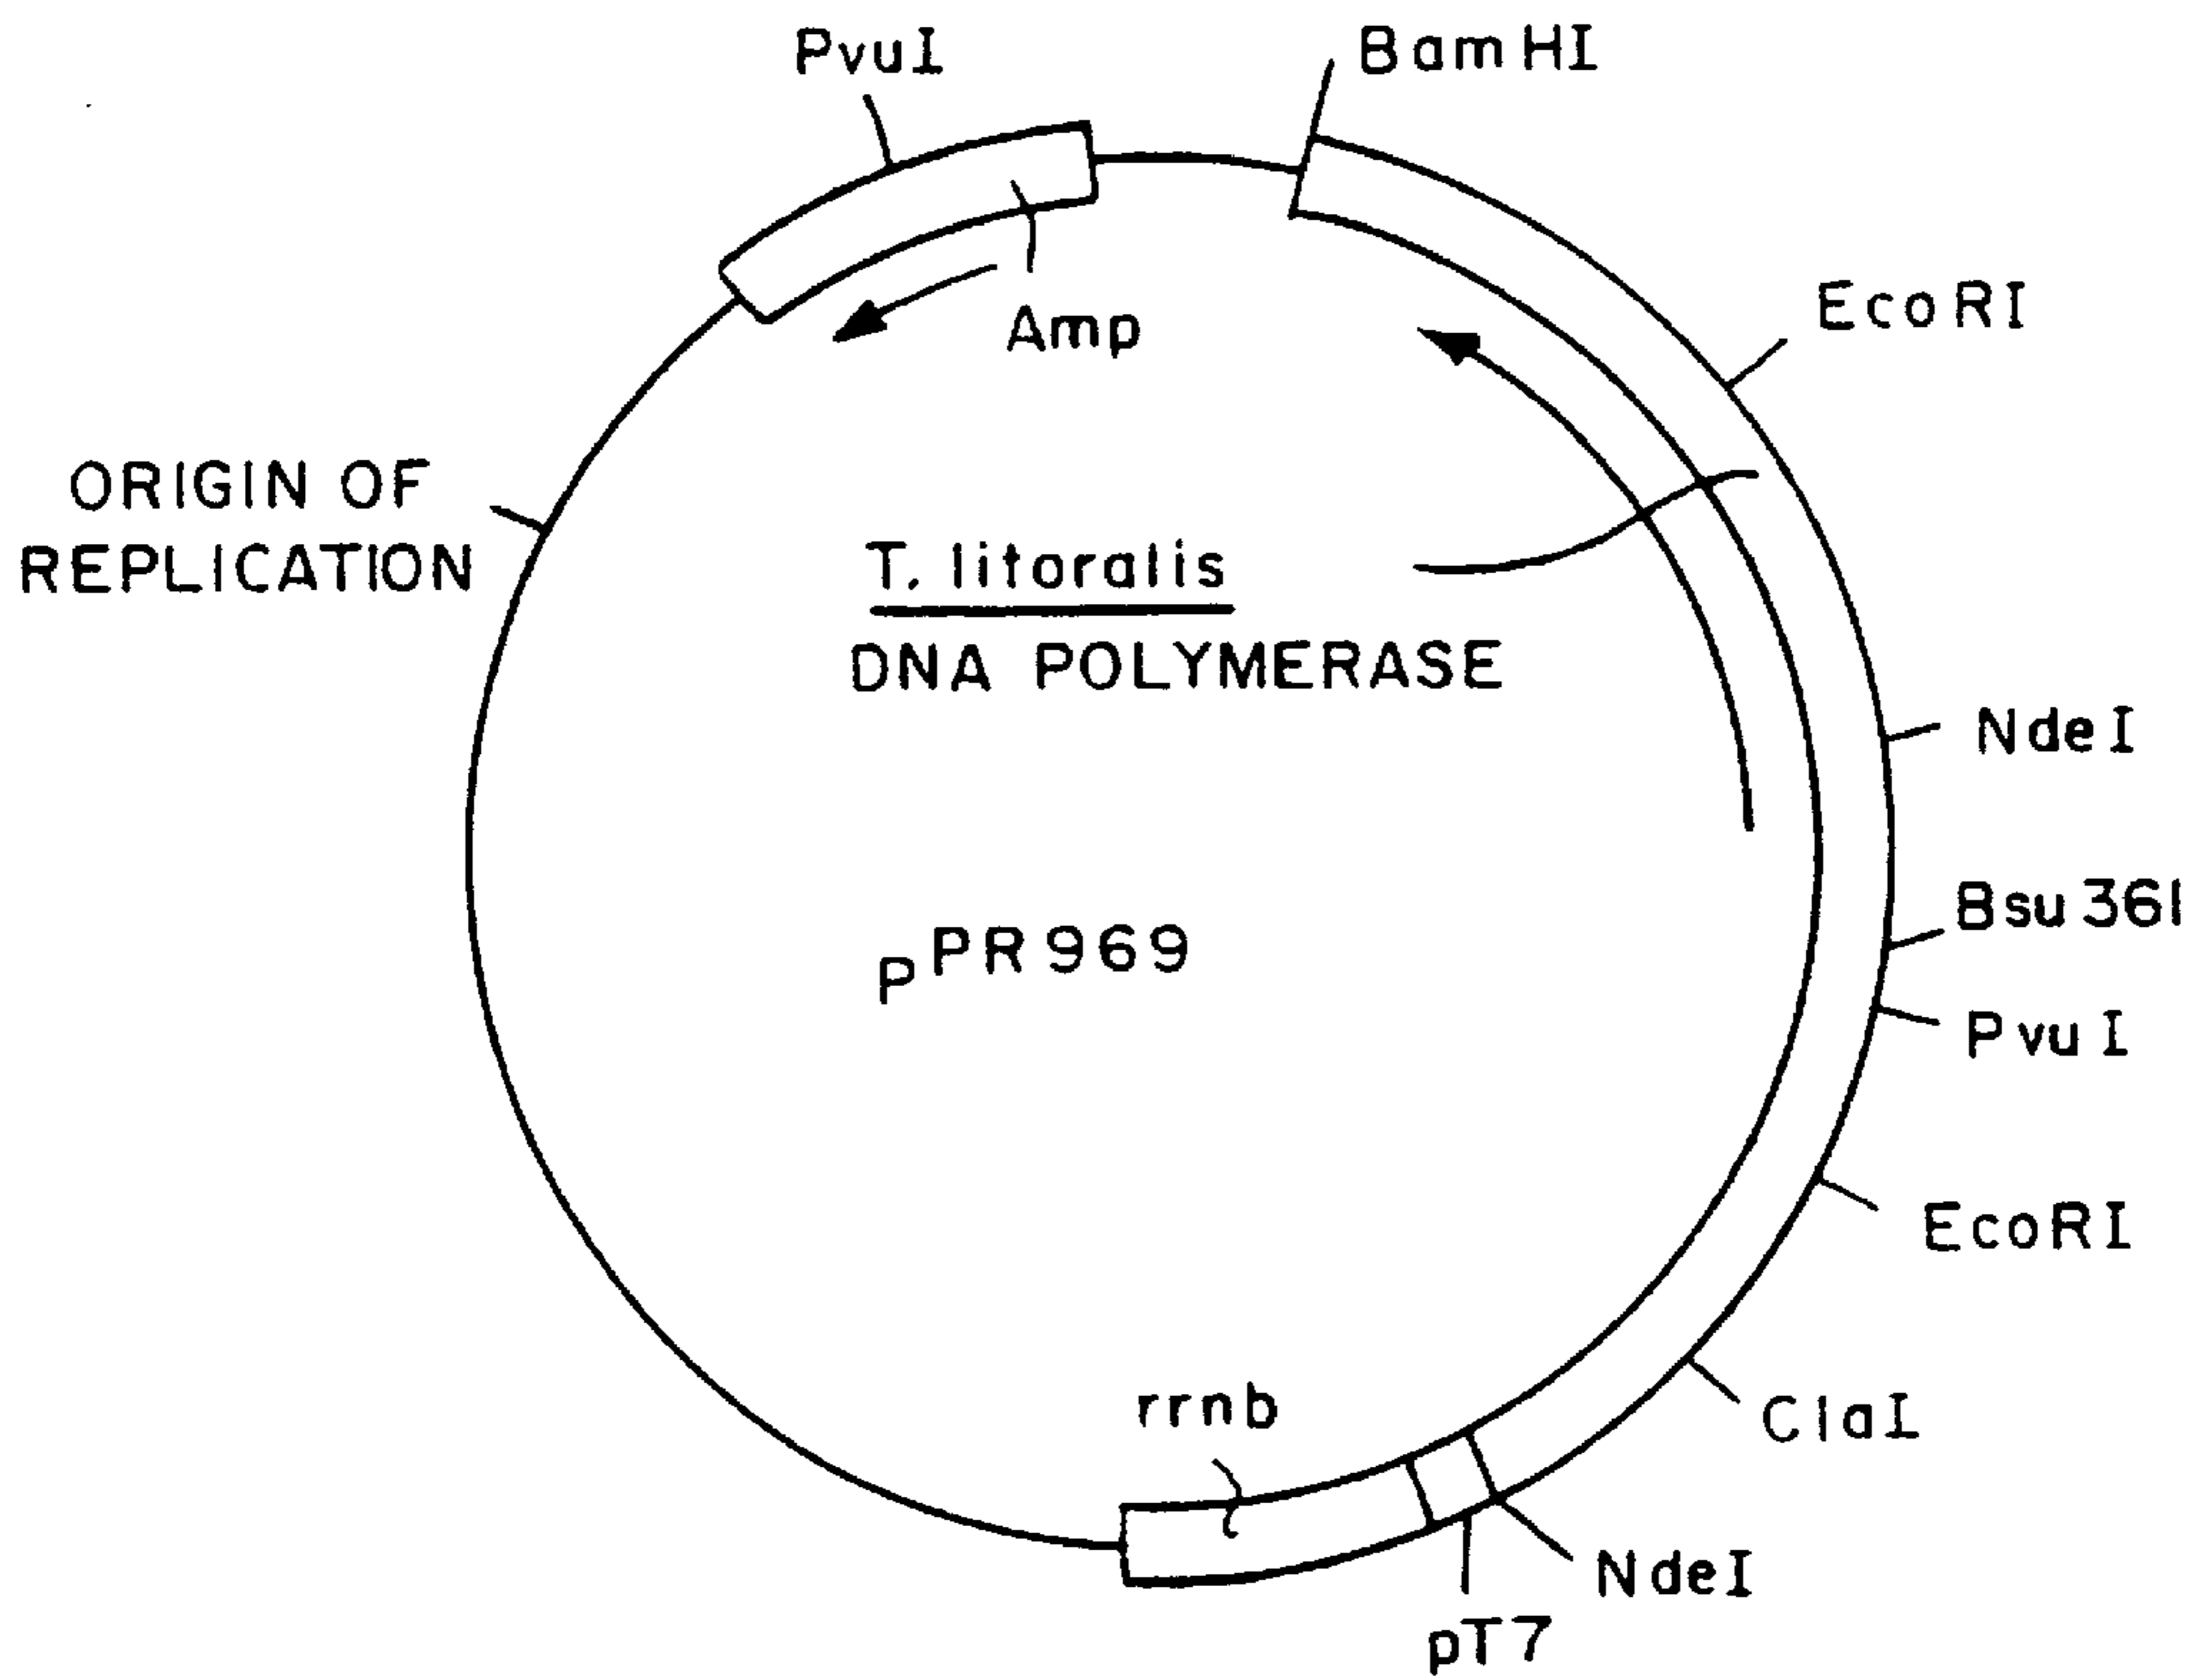 PvuI
BamHI
EcoRI
Amp
ORIGIN OF
REPLICATION
T. litoralis
DNA POLYMERASE
NdeI
Bsu36I
pPR969
PvuI
EcoRI
rrnb
ClaI
NdeI
pT7